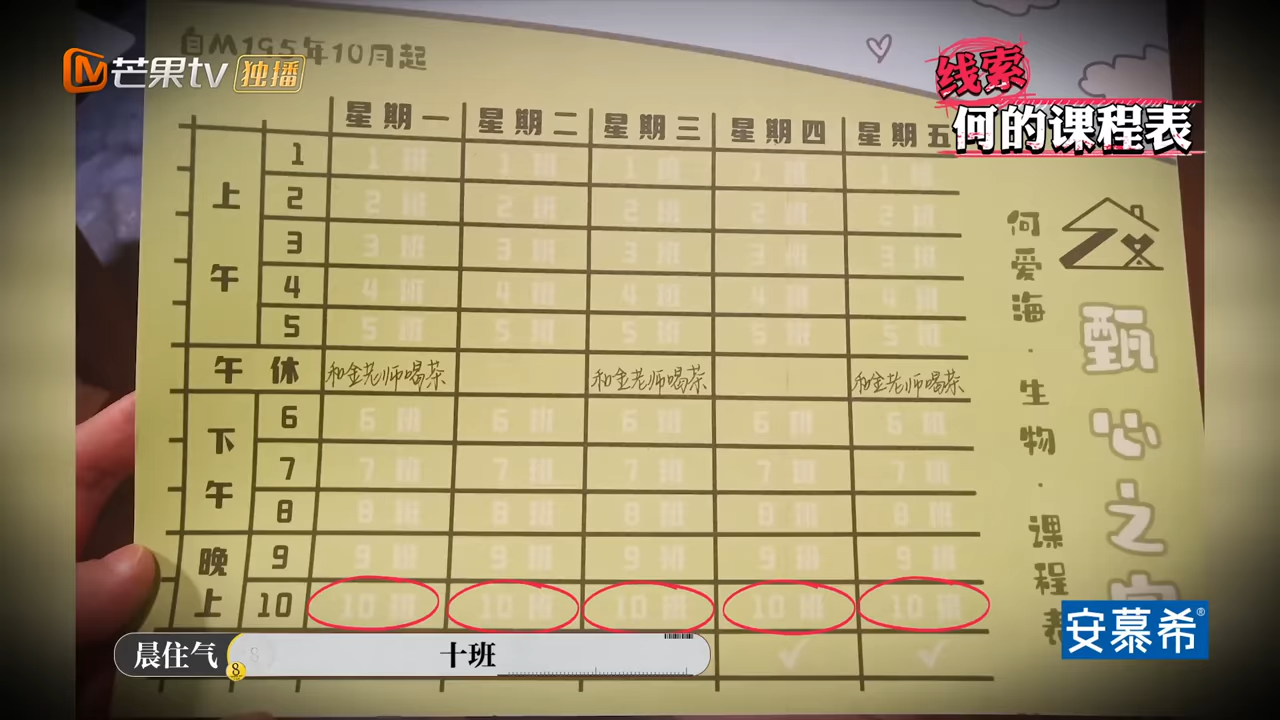 自M195年10月起
芒果tv 独播
线索
何的课程表
星期一 星期二 星期三 星期四 星期五
上午
1 1班 1班 1班 1班 1班
2 2班 2班 2班 2班 2班
3 3班 3班 3班 3班 3班
4 4班 4班 4班 4班 4班
5 5班 5班 5班 5班 5班
午休 和金老师喝茶 和金老师喝茶 和金老师喝茶
下午
6 6班 6班 6班 6班 6班
7 7班 7班 7班 7班 7班
8 8班 8班 8班 8班 8班
晚上
9 9班 9班 9班 9班 9班
10 10班 10班 10班 10班 10班
何爱海·生物·课程表
甄心之家
安慕希®
晨住气 8 十班